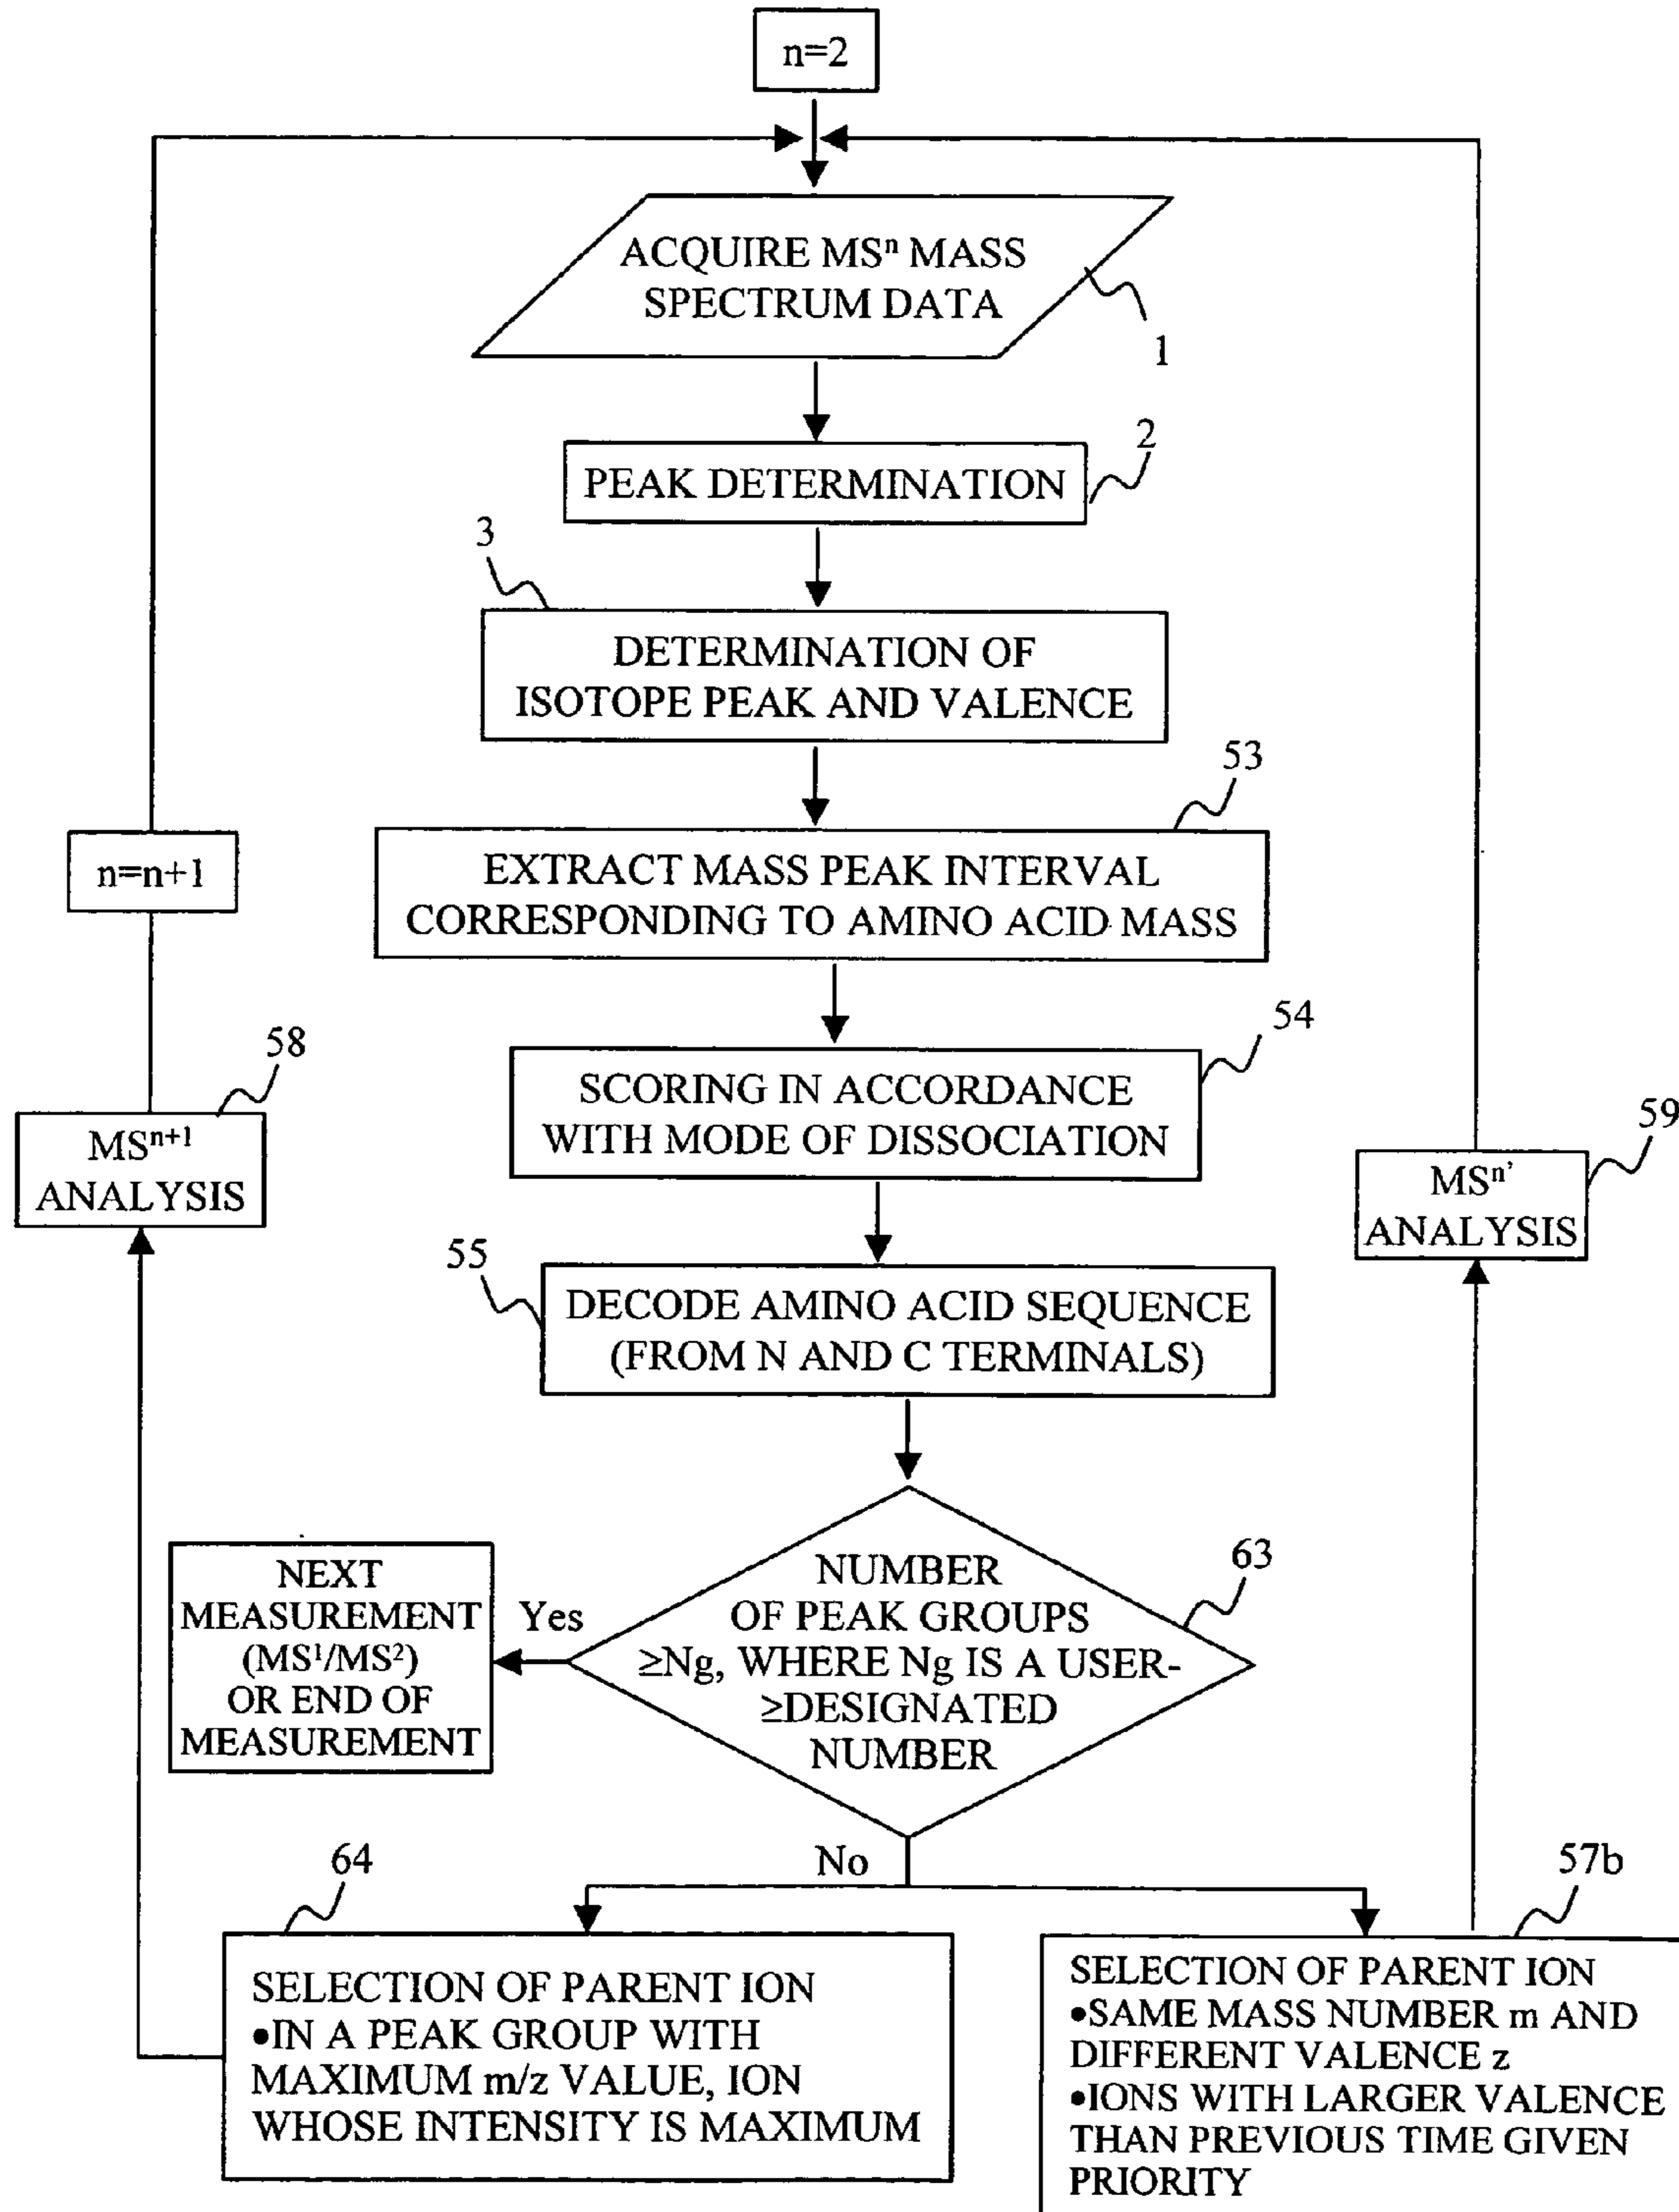 n=2
ACQUIRE MSⁿ MASS
SPECTRUM DATA
1
PEAK DETERMINATION
2
3
DETERMINATION OF
ISOTOPE PEAK AND VALENCE
53
EXTRACT MASS PEAK INTERVAL
CORRESPONDING TO AMINO ACID MASS
n=n+1
54
SCORING IN ACCORDANCE
WITH MODE OF DISSOCIATION
58
MSⁿ⁺¹
ANALYSIS
59
MSⁿ’
ANALYSIS
55
DECODE AMINO ACID SEQUENCE
(FROM N AND C TERMINALS)
63
NUMBER
OF PEAK GROUPS
≥Ng, WHERE Ng IS A USER-
≥DESIGNATED
NUMBER
Yes
NEXT
MEASUREMENT
(MS¹/MS²)
OR END OF
MEASUREMENT
No
64
SELECTION OF PARENT ION
•IN A PEAK GROUP WITH
MAXIMUM m/z VALUE, ION
WHOSE INTENSITY IS MAXIMUM
57b
SELECTION OF PARENT ION
•SAME MASS NUMBER m AND
DIFFERENT VALENCE z
•IONS WITH LARGER VALENCE
THAN PREVIOUS TIME GIVEN
PRIORITY